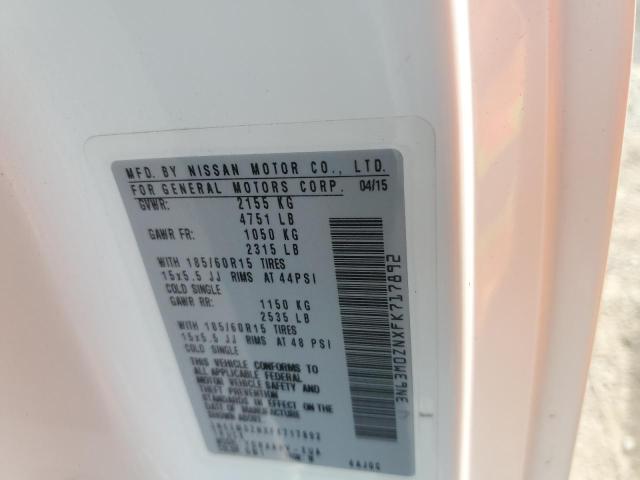 MFD. BY NISSAN MOTOR CO., LTD.
FOR GENERAL MOTORS CORP. 04/15
GVWR: 2155 KG
4751 LB
GAWR FR: 1050 KG
2315 LB
WITH 185/60R15 TIRES
15x5.5 JJ RIMS AT 44PSI
COLD SINGLE
GAWR RR: 1150 KG
2535 LB
WITH 185/60R15 TIRES
15x5.5 JJ RIMS AT 48 PSI
COLD SINGLE
THIS VEHICLE CONFORMS TO
ALL APPLICABLE FEDERAL
MOTOR VEHICLE SAFETY AND
THEFT PREVENTION
STANDARDS IN EFFECT ON THE
DATE OF MANUFACTURE
SHOWN ABOVE.
3N63M0ZNXFK717892